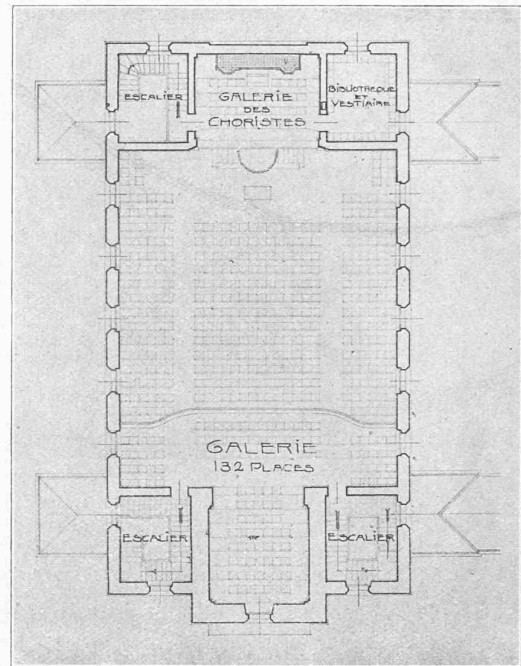 ESCALIER
GALERIE
DES
CHORISTES
BIBLIOTHEQUE
ET
VESTIAIRE
GALERIE
132 PLACES
ESCALIER
ESCALIER